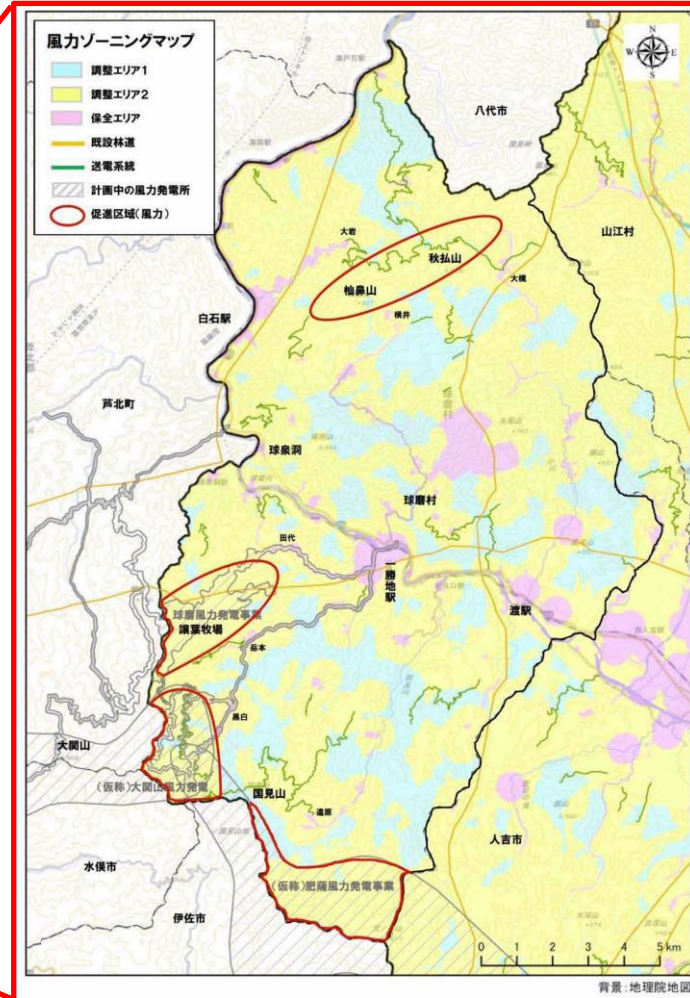 風力ゾーニングマップ
調整エリア1
調整エリア2
保全エリア
既設林道
送電系統
計画中の風力発電所
促進区域(風力)
N
W
E
S
八代市
山江村
大岩
秋払山
大槻
柚鼻山
横井
白石駅
芦北町
球泉洞
球磨村
球磨村
田代
一勝地駅
渡駅
球磨風力発電事業
譲葉牧場
岳本
黒白
大関山
(仮称)大関山風力発電
国見山
遠原
人吉市
水俣市
(仮称)肥薩風力発電事業
伊佐市
0 1 2 3 4 5 km
背景:地理院地図